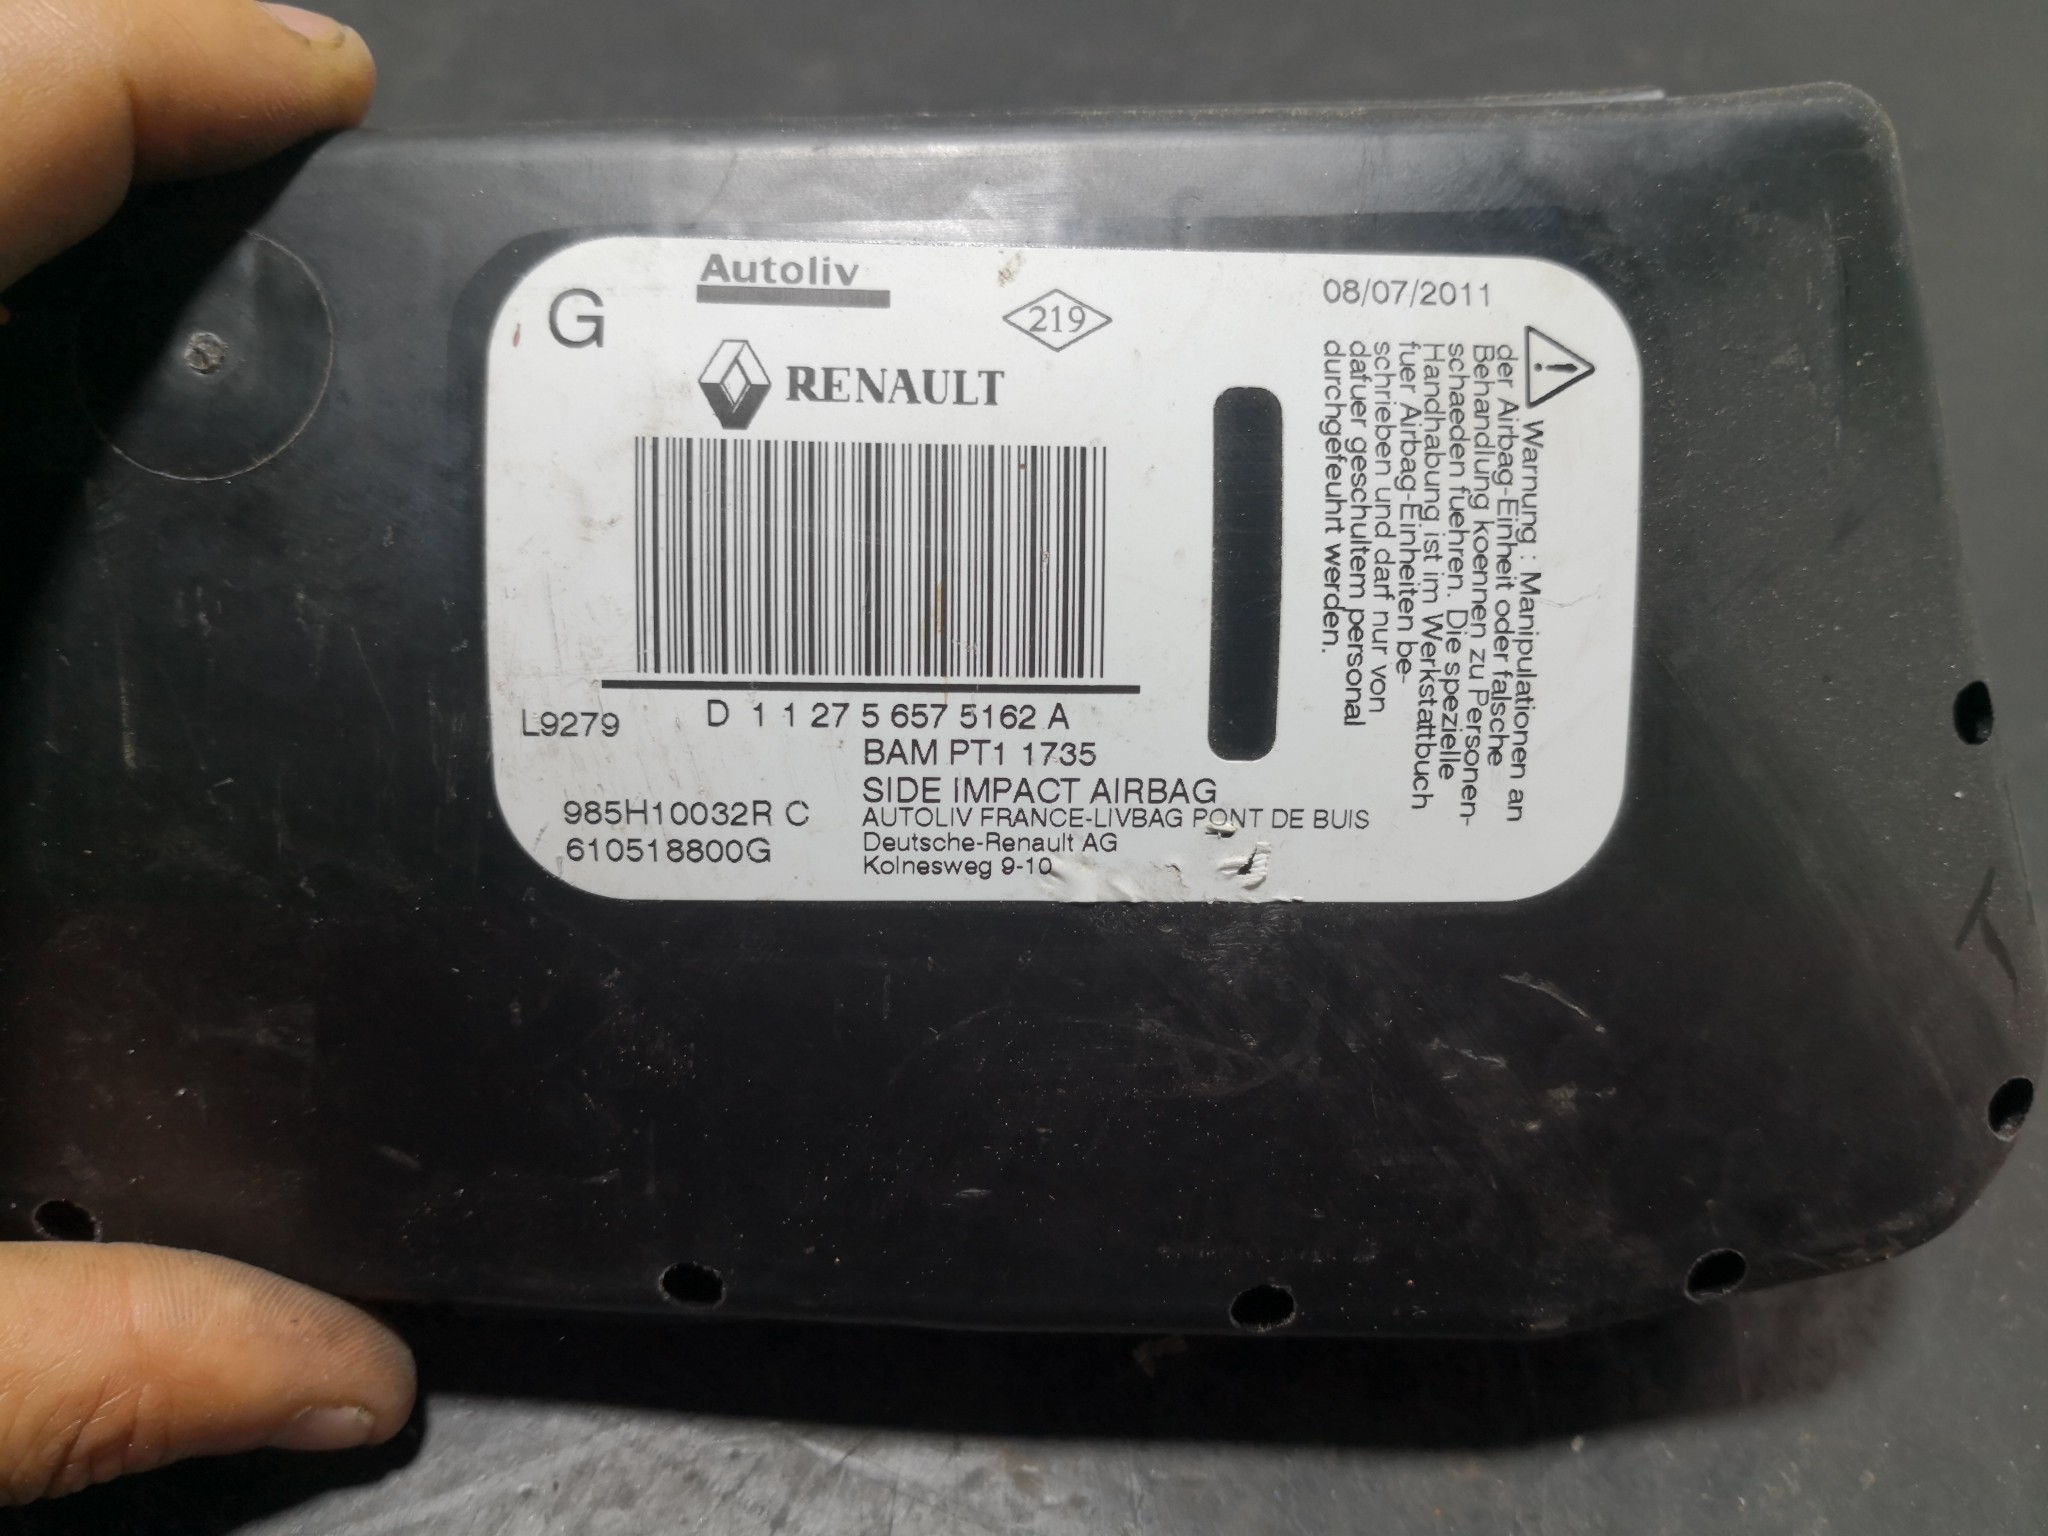 G
Autoliv
219
RENAULT
D 1 1 27 5 657 5162 A
L9279
BAM PT1 1735
SIDE IMPACT AIRBAG
985H10032R C
AUTOLIV FRANCE-LIVBAG PONT DE BUIS
610518800G
Deutsche-Renault AG
Kolnesweg 9-10
08/07/2011
Warnung : Manipulationen an
der Airbag-Einheit oder falsche
Behandlung koennen zu Personen-
schaeden fuehren. Die spezielle
Handhabung ist im Werkstattbuch
fuer Airbag-Einheiten be-
schrieben und darf nur von
dafuer geschultem personal
durchgefeuhrt werden.